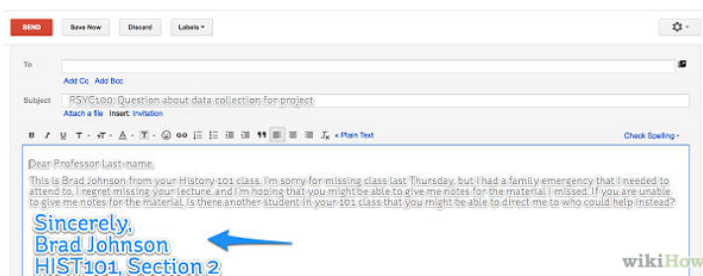 SEND Save Now Discard Labels
To
Add Cc Add Bcc
Subject PSYC100: Question about data collection for project
Attach a file Insert: Invitation
B I U T T A T Tx « Plain Text Check Spelling
Dear Professor Last-name,
This is Brad Johnson from your History 101 class. I'm sorry for missing class last Thursday, but I had a family emergency that I needed to
attend to. I regret missing your lecture, and I'm hoping that you might be able to give me notes for the material I missed. If you are unable
to give me notes for the material, is there another student in your 101 class that you might be able to direct me to who could help instead?
Sincerely,
Brad Johnson
HIST101, Section 2
wikiHow